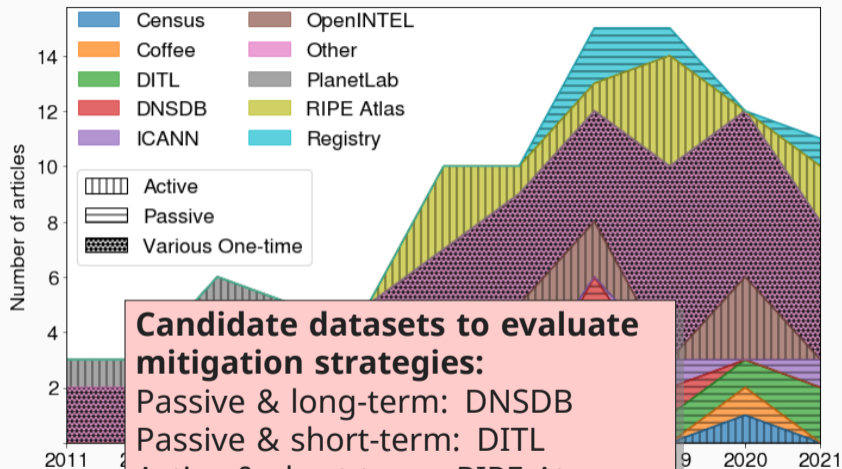 Census
Coffee
DITL
DNSDB
ICANN
OpenINTEL
Other
PlanetLab
RIPE Atlas
Registry
Active
Passive
Various One-time
Number of articles
14
12
10
8
6
4
2
Candidate datasets to evaluate
mitigation strategies:
Passive & long-term: DNSDB
Passive & short-term: DITL
2011 2020 2021